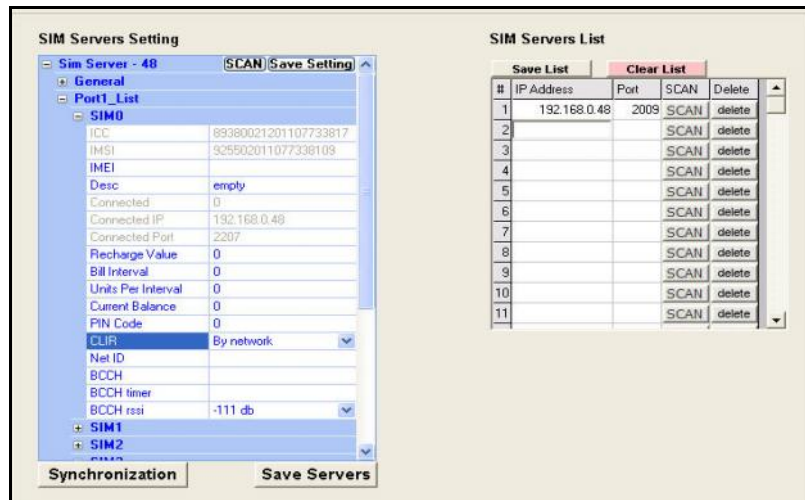 SIM Servers Setting
Sim Server - 48 SCAN Save Setting
General
Port1_List
SIM0
ICC 89380021201107733817
IMSI 925502011077338109
IMEI
Desc empty
Connected 0
Connected IP 192.168.0.48
Connected Port 2207
Recharge Value 0
Bill Interval 0
Units Per Interval 0
Current Balance 0
PIN Code 0
CLIR By network
Net ID
BCCH
BCCH timer
BCCH rssi -111 db
SIM1
SIM2
Synchronization Save Servers
SIM Servers List
Save List Clear List
# IP Address Port SCAN Delete
1 192.168.0.48 2009 SCAN delete
2 SCAN delete
3 SCAN delete
4 SCAN delete
5 SCAN delete
6 SCAN delete
7 SCAN delete
8 SCAN delete
9 SCAN delete
10 SCAN delete
11 SCAN delete